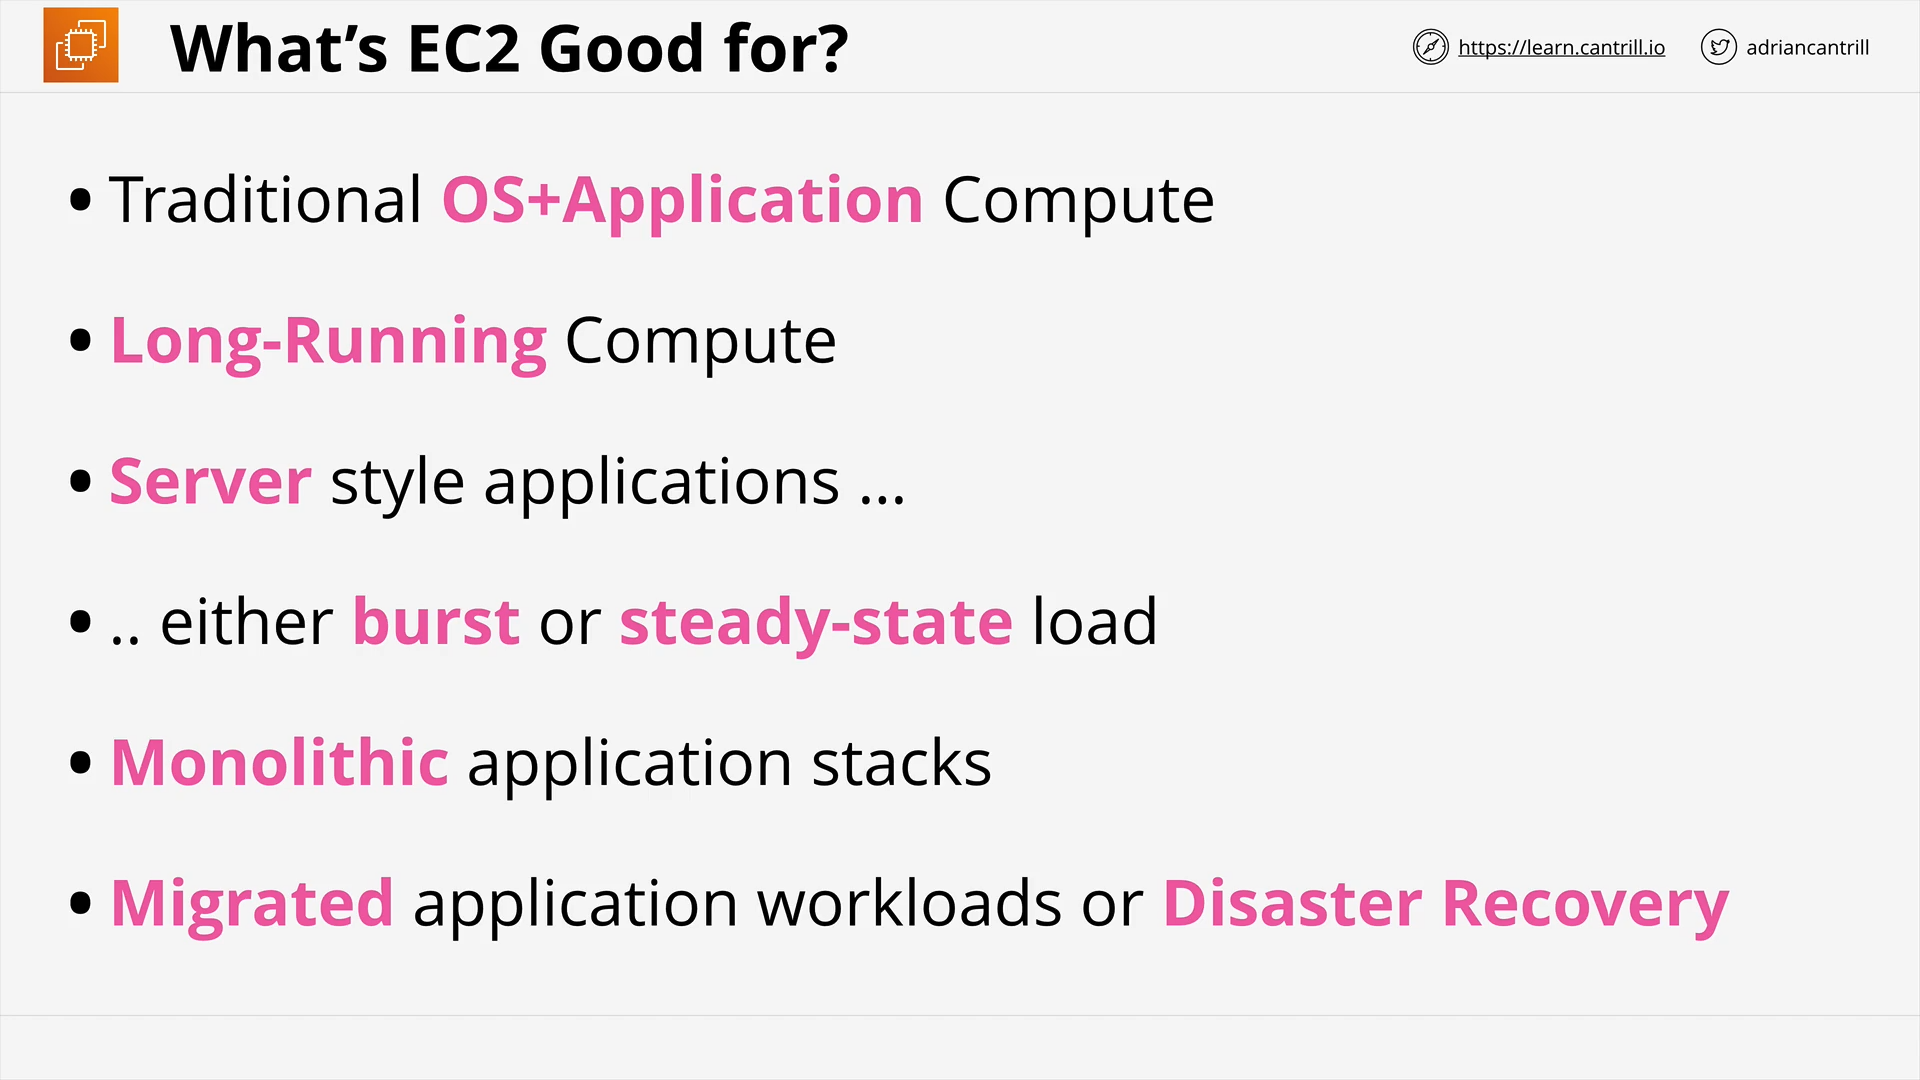 What’s EC2 Good for?
https://learn.cantrill.io
adriancantrill
• Traditional OS+Application Compute
• Long-Running Compute
• Server style applications ...
• .. either burst or steady-state load
• Monolithic application stacks
• Migrated application workloads or Disaster Recovery